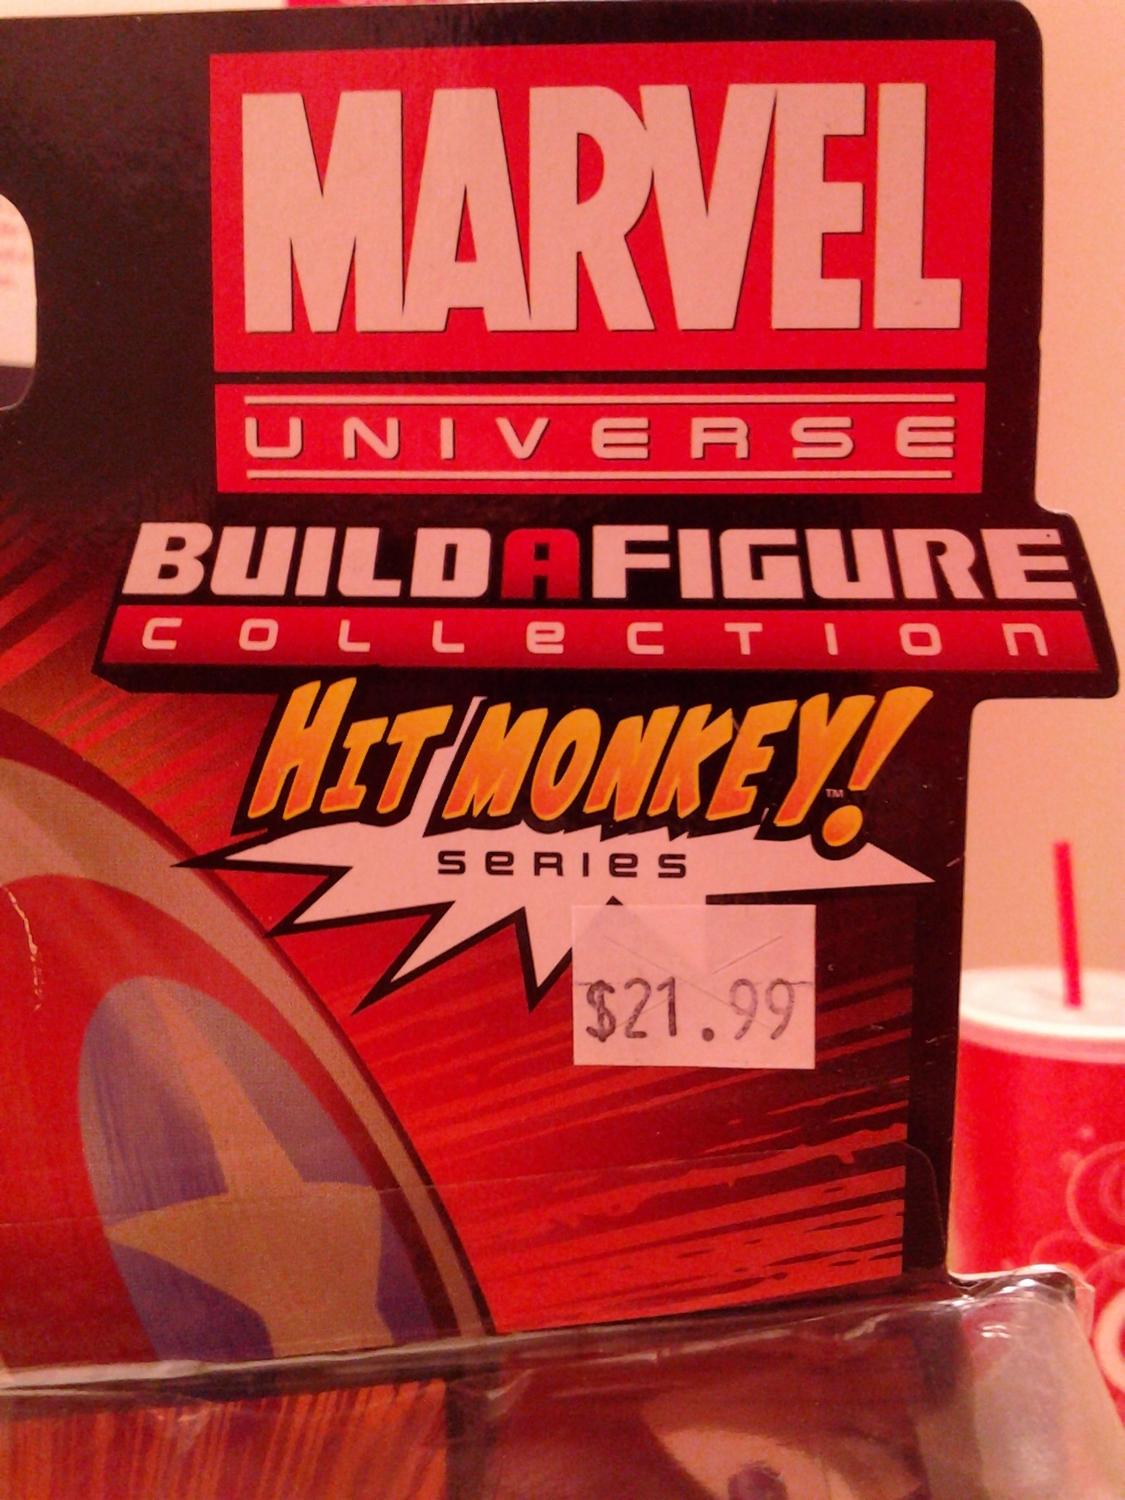 MARVEL
UNIVERSE
BUILDAFIGURE
COLLeCTION
HIT MONKEY!™
SeRIeS
$21.99